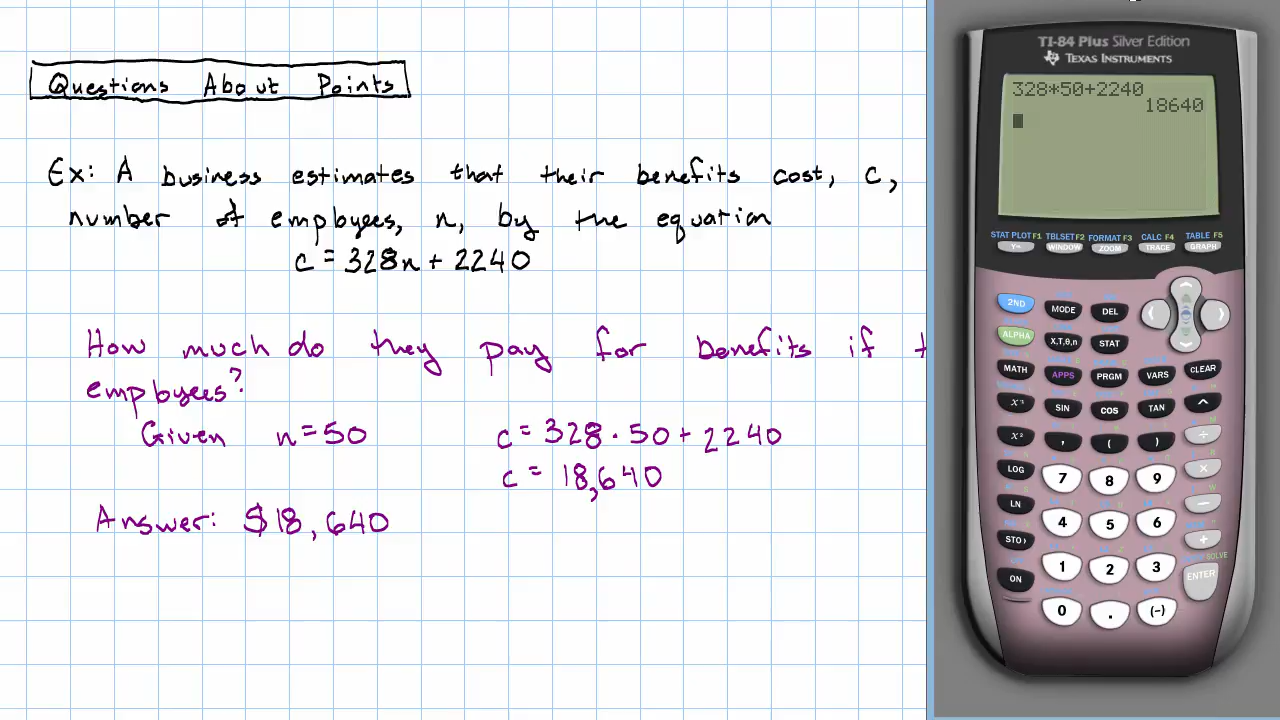 Questions About Points
Ex: A business estimates that their benefits cost, c,
number of employees, n, by the equation
c = 328n + 2240
How much do they pay for benefits if
employees?
Given n = 50
c = 328 · 50 + 2240
c = 18,640
Answer: $18,640
TI-84 Plus Silver Edition
TEXAS INSTRUMENTS
328*50+2240
18640
STAT PLOT F1 TBLSET F2 FORMAT F3 CALC F4 TABLE F5
Y= WINDOW ZOOM TRACE GRAPH
2ND MODE DEL
ALPHA X,T,θ,n STAT
MATH APPS PRGM VARS CLEAR
SIN COS TAN ^
x² , ( ) ÷
LOG 7 8 9 ×
LN 4 5 6 −
STO› 1 2 3 +
ON 0 . (−) ENTER